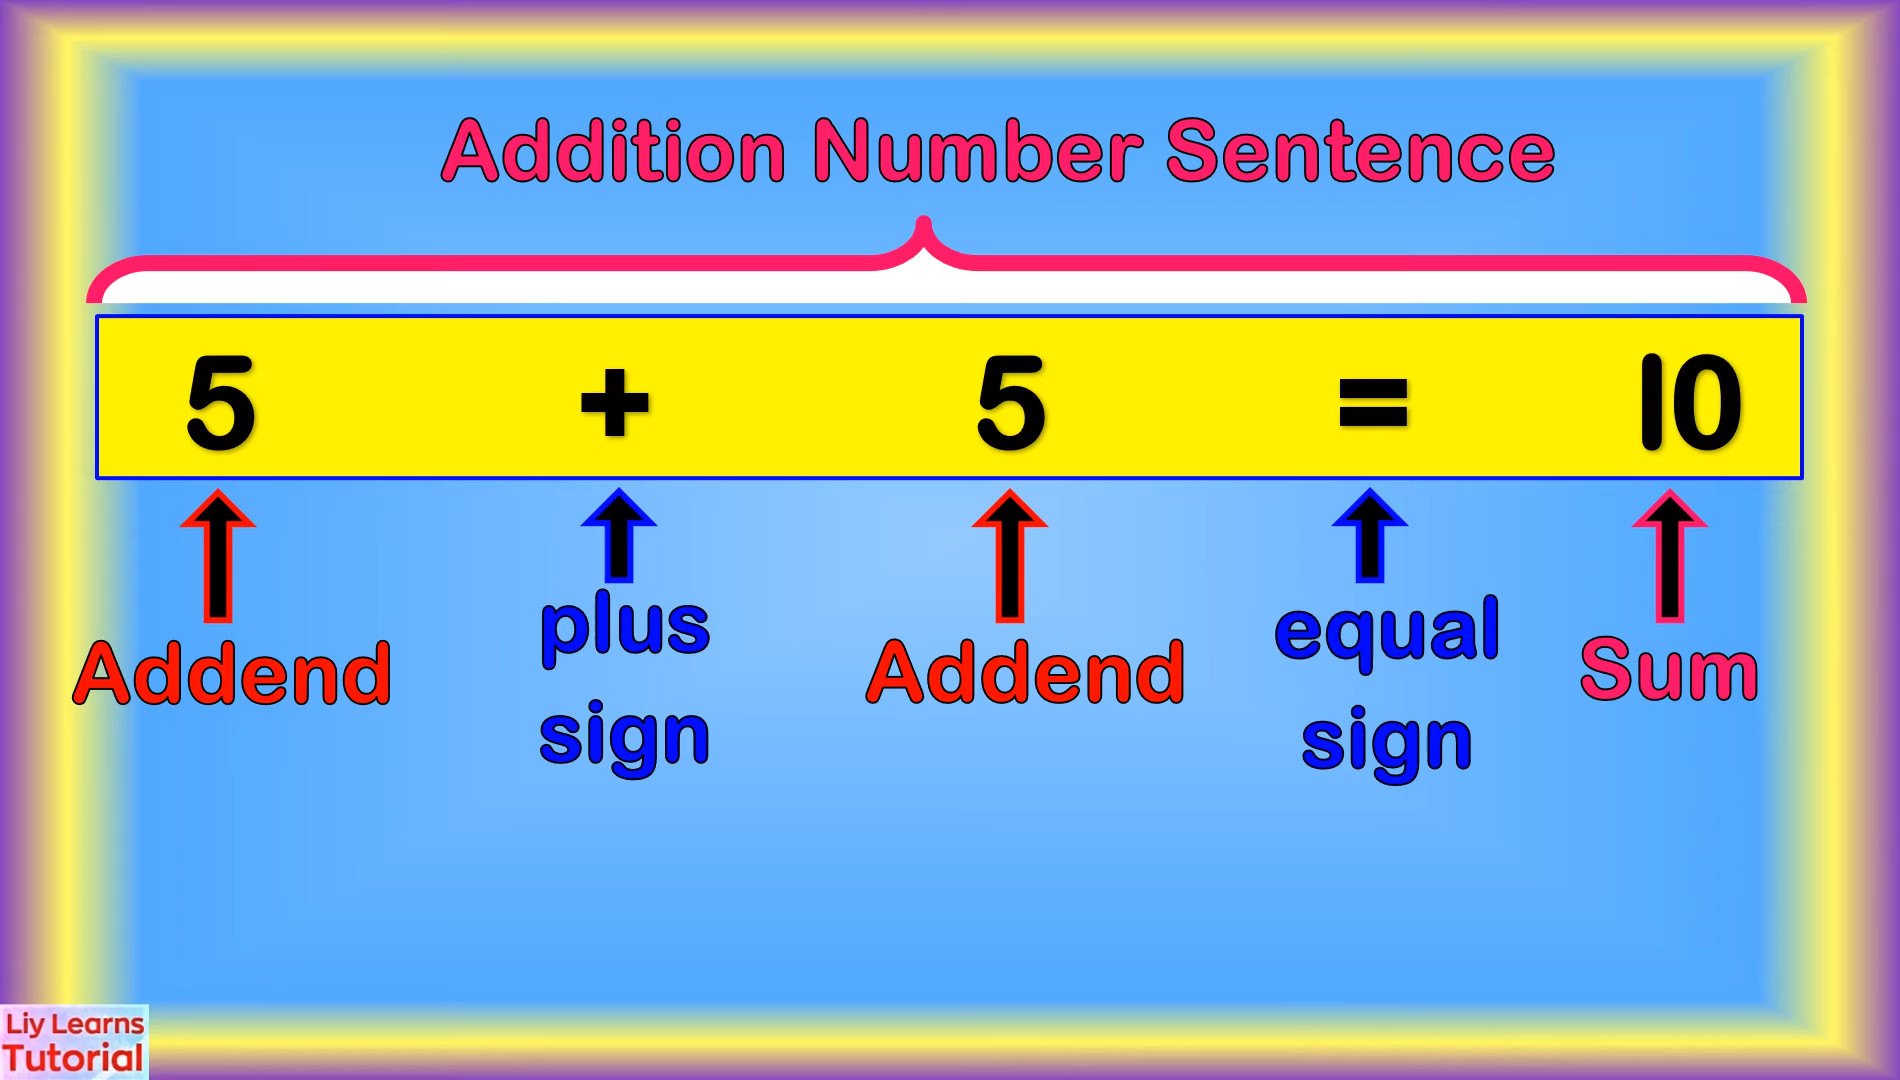 Addition Number Sentence
5 + 5 = 10
Addend plus sign Addend equal sign Sum
Liy Learns
Tutorial